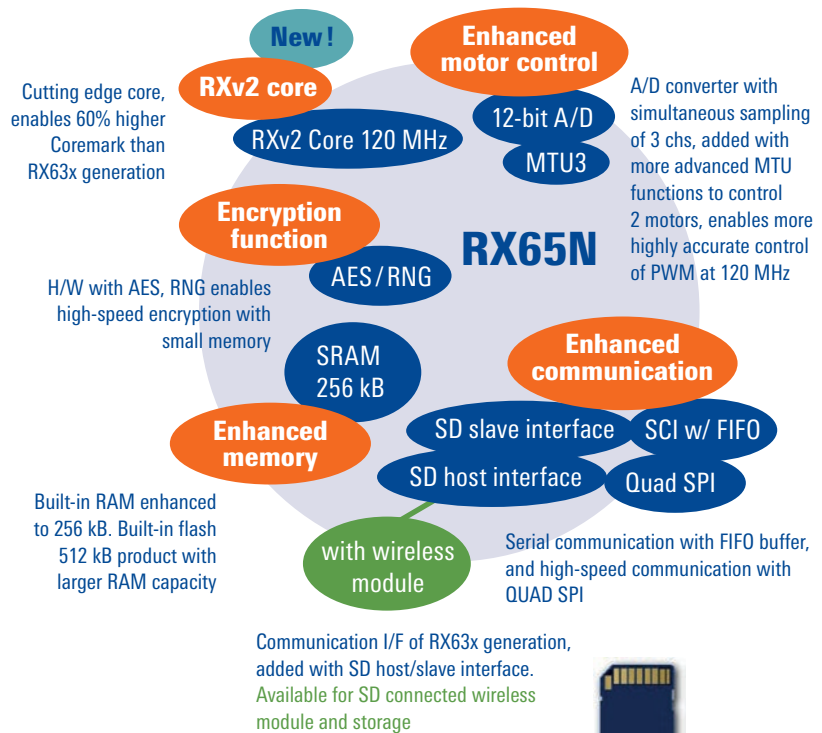 New!
RXv2 core
Cutting edge core,
enables 60% higher
Coremark than
RX63x generation
RXv2 Core 120 MHz
Enhanced
motor control
12-bit A/D
MTU3
A/D converter with
simultaneous sampling
of 3 chs, added with
more advanced MTU
functions to control
2 motors, enables more
highly accurate control
of PWM at 120 MHz
Encryption
function
AES/RNG
H/W with AES, RNG enables
high-speed encryption with
small memory
RX65N
SRAM
256 kB
Enhanced
memory
Built-in RAM enhanced
to 256 kB. Built-in flash
512 kB product with
larger RAM capacity
Enhanced
communication
SD slave interface
SCI w/ FIFO
SD host interface
Quad SPI
Serial communication with FIFO buffer,
and high-speed communication with
QUAD SPI
with wireless
module
Communication I/F of RX63x generation,
added with SD host/slave interface.
Available for SD connected wireless
module and storage